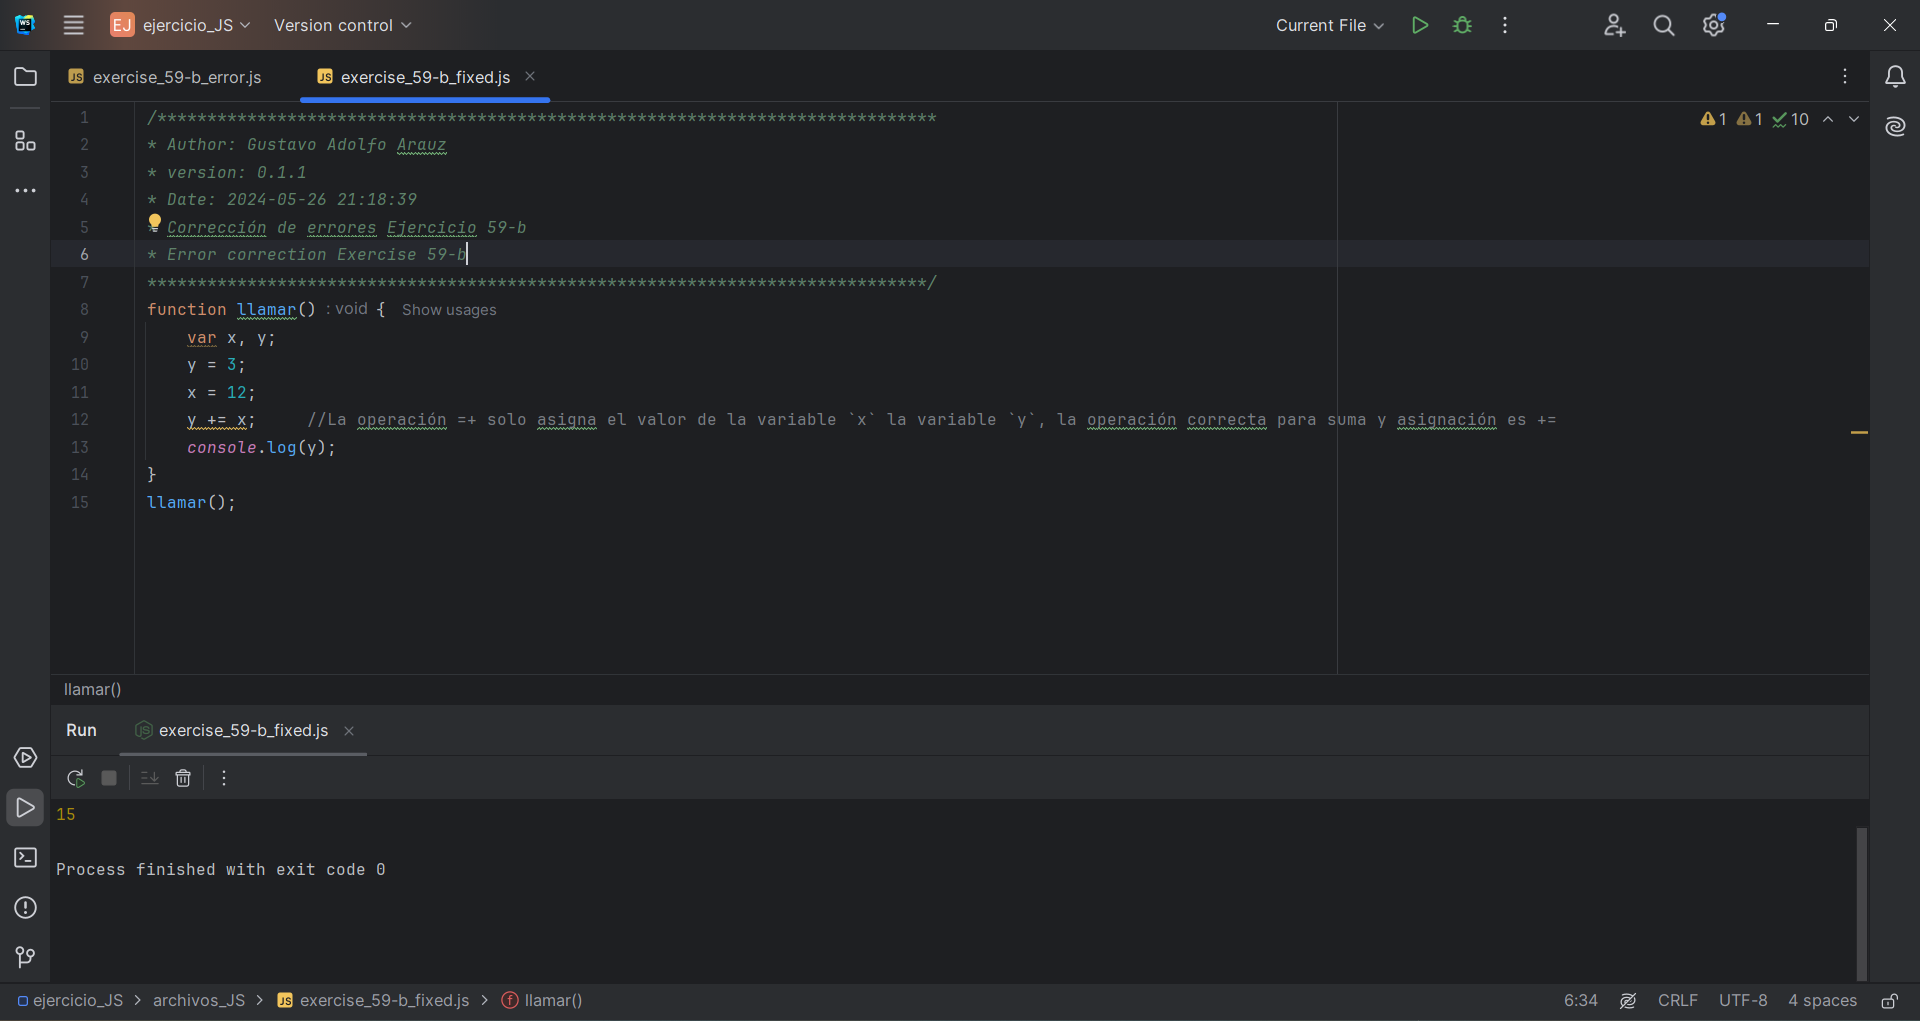 WS
EJ ejercicio_JS Version control Current File
JS exercise_59-b_error.js JS exercise_59-b_fixed.js
1 /******************************************************************************
2 * Author: Gustavo Adolfo Arauz
3 * version: 0.1.1
4 * Date: 2024-05-26 21:18:39
5 * Corrección de errores Ejercicio 59-b
6 * Error correction Exercise 59-b
7 ******************************************************************************/
8 function llamar() : void { Show usages
9 var x, y;
10 y = 3;
11 x = 12;
12 y += x; //La operación =+ solo asigna el valor de la variable `x` la variable `y`, la operación correcta para suma y asignación es +=
13 console.log(y);
14 }
15 llamar();
1 1 10
llamar()
Run JS exercise_59-b_fixed.js
15
Process finished with exit code 0
ejercicio_JS > archivos_JS > JS exercise_59-b_fixed.js > f llamar() 6:34 CRLF UTF-8 4 spaces